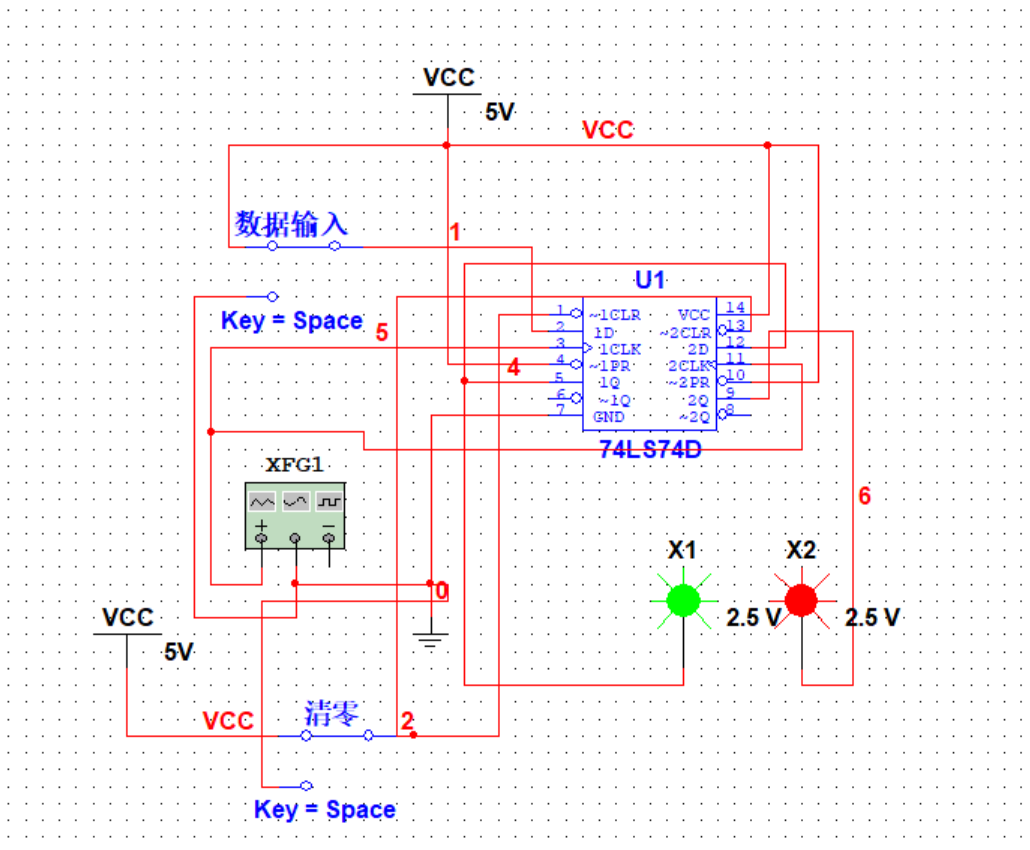 VCC
5V
VCC
数据输入
1
U1
Key = Space
5
1
~1CLR
VCC
14
2
1D
~2CLR
13
3
1CLK
2D
12
4
4
~1PR
2CLK
11
5
1Q
~2PR
10
6
~1Q
2Q
9
7
GND
~2Q
8
74LS74D
XFG1
6
+
−
X1
X2
0
VCC
2.5 V
2.5 V
5V
清零
VCC
2
Key = Space